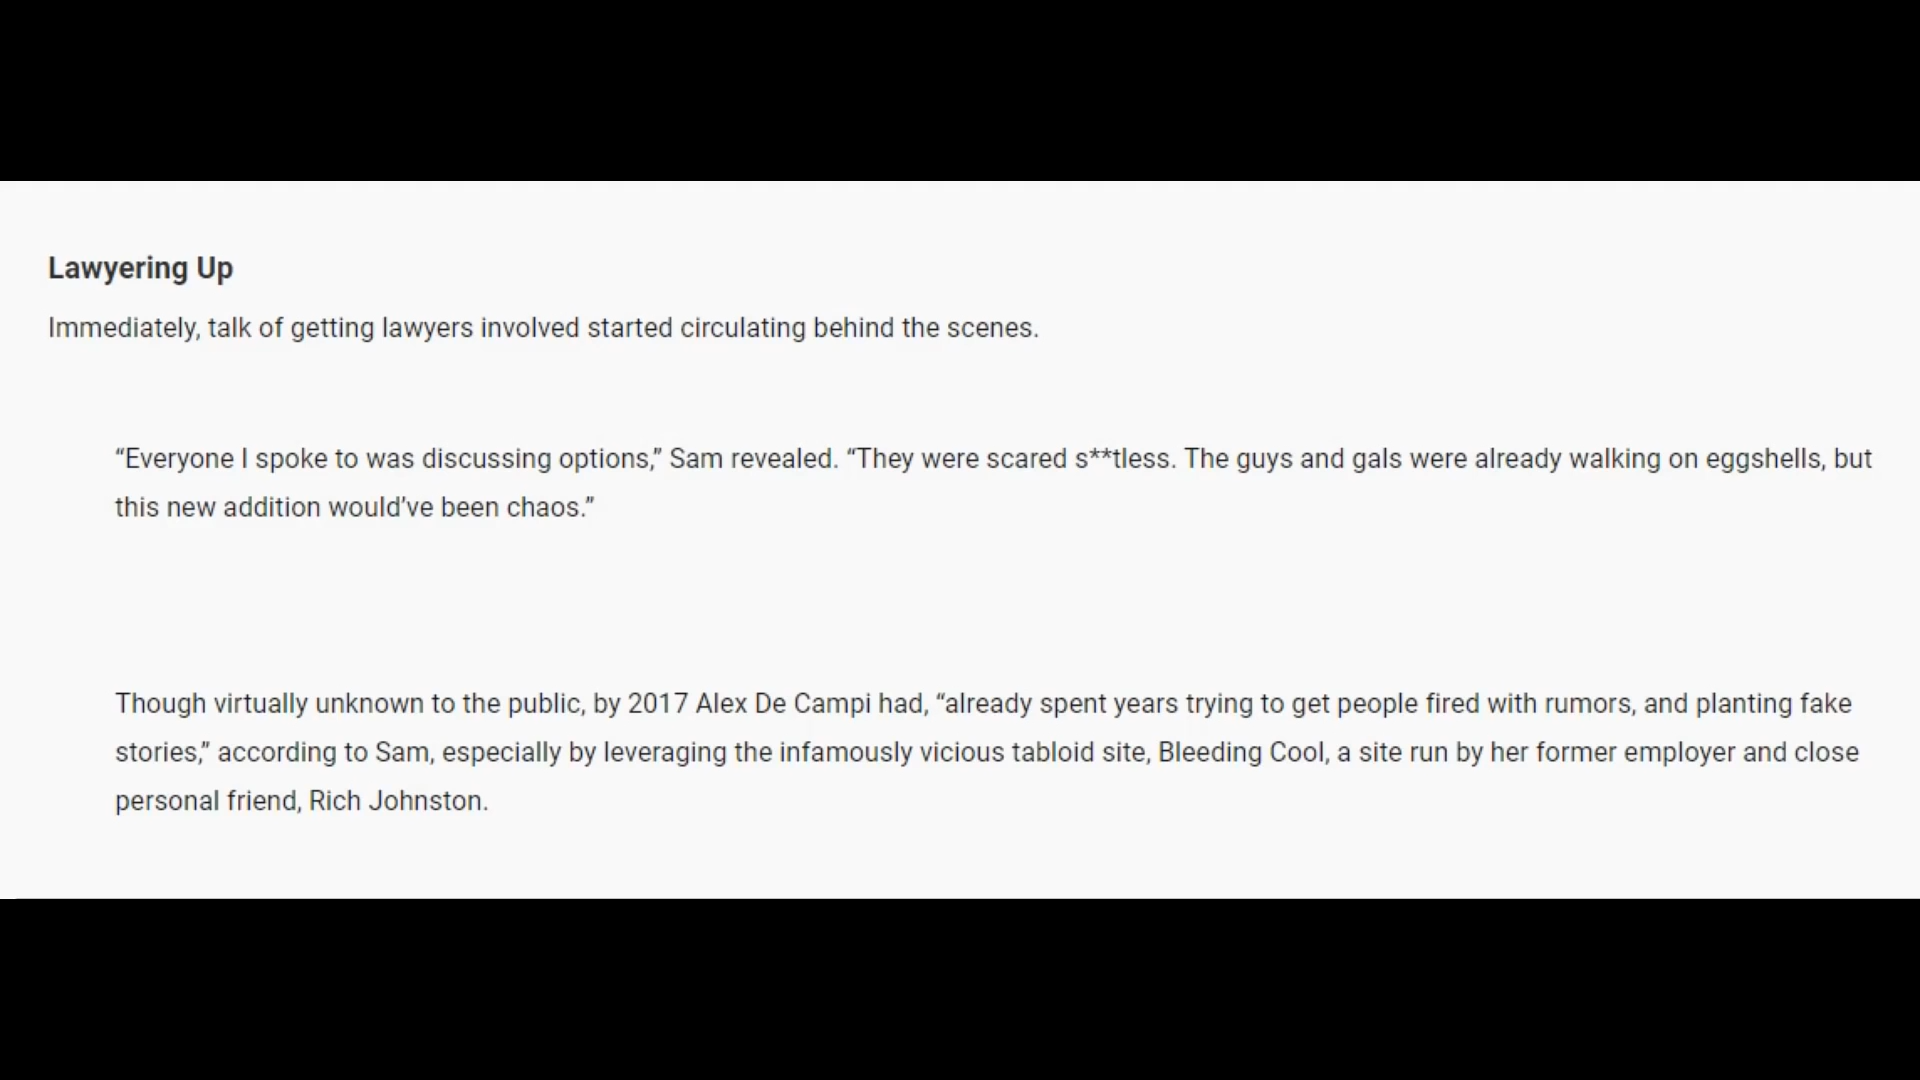 Lawyering Up
Immediately, talk of getting lawyers involved started circulating behind the scenes.
“Everyone I spoke to was discussing options,” Sam revealed. “They were scared s**tless. The guys and gals were already walking on eggshells, but
this new addition would’ve been chaos.”
Though virtually unknown to the public, by 2017 Alex De Campi had, “already spent years trying to get people fired with rumors, and planting fake
stories,” according to Sam, especially by leveraging the infamously vicious tabloid site, Bleeding Cool, a site run by her former employer and close
personal friend, Rich Johnston.